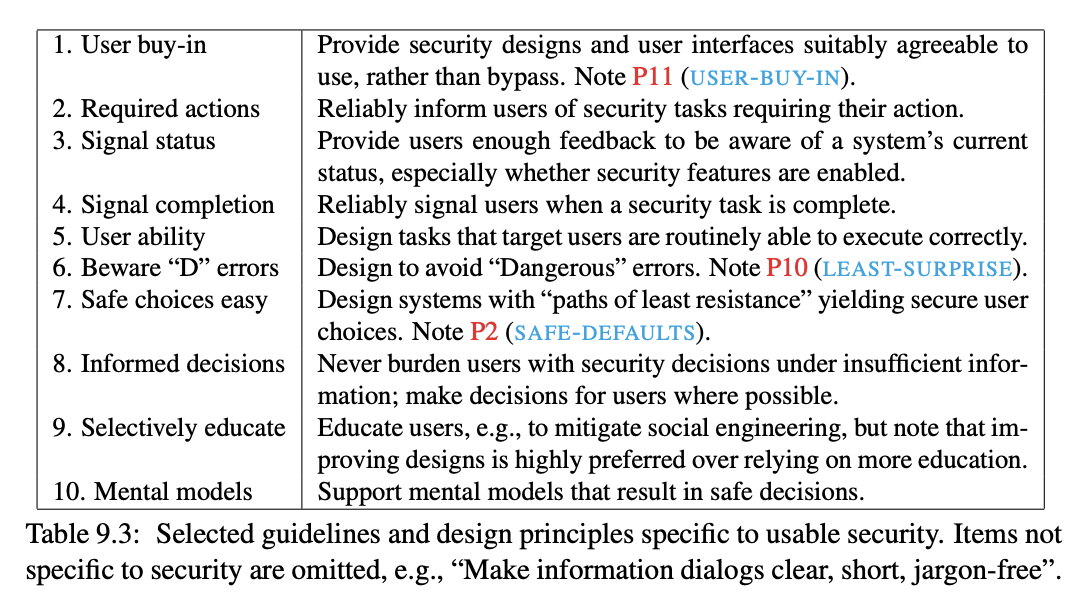 1. User buy-in Provide security designs and user interfaces suitably agreeable to
use, rather than bypass. Note P11 (USER-BUY-IN).
2. Required actions Reliably inform users of security tasks requiring their action.
3. Signal status Provide users enough feedback to be aware of a system’s current
status, especially whether security features are enabled.
4. Signal completion Reliably signal users when a security task is complete.
5. User ability Design tasks that target users are routinely able to execute correctly.
6. Beware “D” errors Design to avoid “Dangerous” errors. Note P10 (LEAST-SURPRISE).
7. Safe choices easy Design systems with “paths of least resistance” yielding secure user
choices. Note P2 (SAFE-DEFAULTS).
8. Informed decisions Never burden users with security decisions under insufficient infor-
mation; make decisions for users where possible.
9. Selectively educate Educate users, e.g., to mitigate social engineering, but note that im-
proving designs is highly preferred over relying on more education.
10. Mental models Support mental models that result in safe decisions.
Table 9.3: Selected guidelines and design principles specific to usable security. Items not
specific to security are omitted, e.g., “Make information dialogs clear, short, jargon-free”.